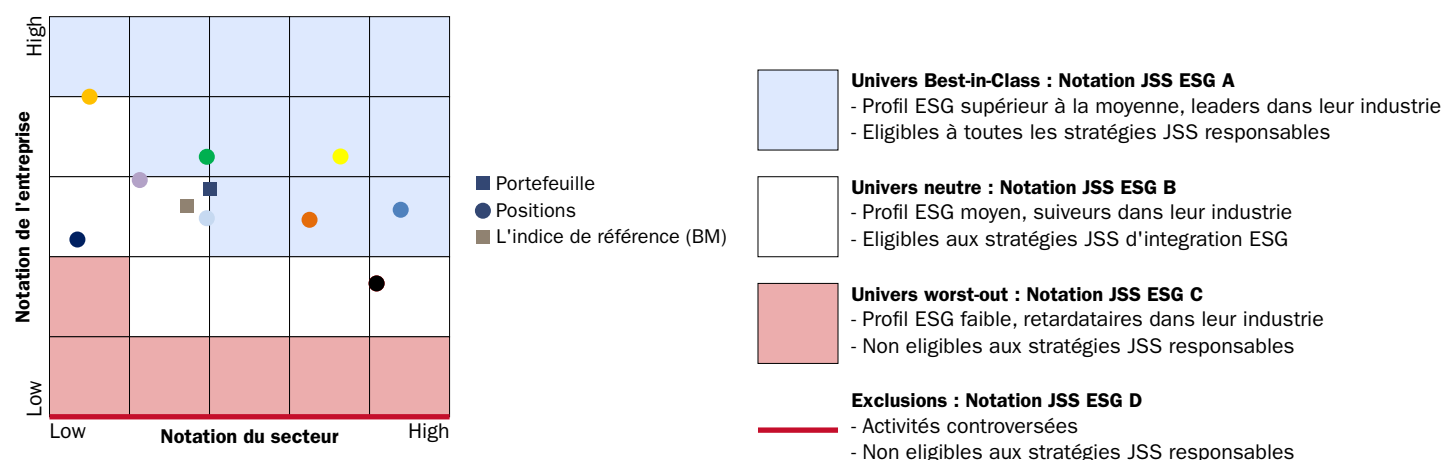 High
Notation de l'entreprise
Low
Low
Notation du secteur
High
Portefeuille
Positions
L'indice de référence (BM)
Univers Best-in-Class : Notation JSS ESG A
- Profil ESG supérieur à la moyenne, leaders dans leur industrie
- Eligibles à toutes les stratégies JSS responsables
Univers neutre : Notation JSS ESG B
- Profil ESG moyen, suiveurs dans leur industrie
- Eligibles aux stratégies JSS d'integration ESG
Univers worst-out : Notation JSS ESG C
- Profil ESG faible, retardataires dans leur industrie
- Non eligibles aux stratégies JSS responsables
Exclusions : Notation JSS ESG D
- Activités controversées
- Non eligibles aux stratégies JSS responsables